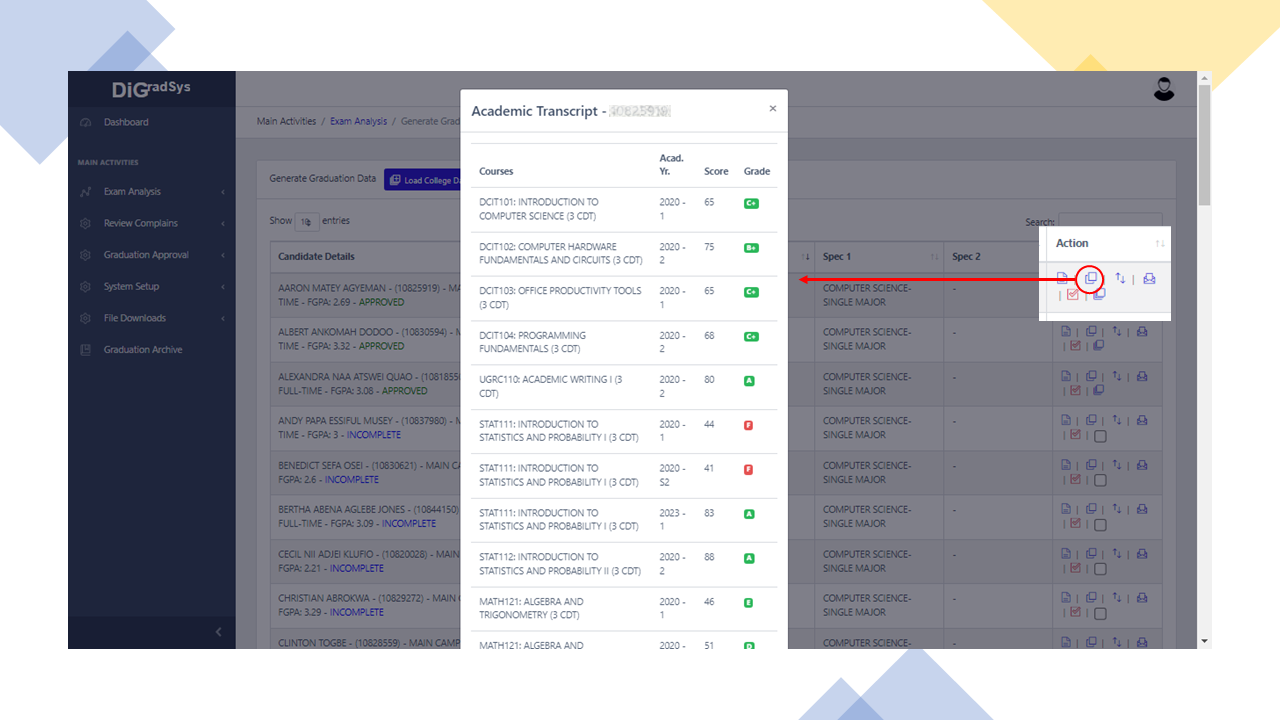 DiGradSys
Dashboard
MAIN ACTIVITIES
Exam Analysis
Review Complains
Graduation Approval
System Setup
File Downloads
Graduation Archive
Main Activities / Exam Analysis / Generate Grad
Generate Graduation Data
Load College Da
Show 10 entries
Search:
Candidate Details
Spec 1
Spec 2
Action
AARON MATEY AGYEMAN - (10825919) - MA
TIME - FGPA: 2.69 - APPROVED
COMPUTER SCIENCE-
SINGLE MAJOR
-
ALBERT ANKOMAH DODOO - (10830594) - M
TIME - FGPA: 3.32 - APPROVED
COMPUTER SCIENCE-
SINGLE MAJOR
-
ALEXANDRA NAA ATSWEI QUAO - (1081855
FULL-TIME - FGPA: 3.08 - APPROVED
COMPUTER SCIENCE-
SINGLE MAJOR
-
ANDY PAPA ESSIFUL MUSEY - (10837980) - M
TIME - FGPA: 3 - INCOMPLETE
COMPUTER SCIENCE-
SINGLE MAJOR
-
BENEDICT SEFA OSEI - (10830621) - MAIN CA
FGPA: 2.6 - INCOMPLETE
COMPUTER SCIENCE-
SINGLE MAJOR
-
BERTHA ABENA AGLEBE JONES - (10844150)
FULL-TIME - FGPA: 3.09 - INCOMPLETE
COMPUTER SCIENCE-
SINGLE MAJOR
-
CECIL NII ADJEI KLUFIO - (10820028) - MAIN
FGPA: 2.21 - INCOMPLETE
COMPUTER SCIENCE-
SINGLE MAJOR
-
CHRISTIAN ABROKWA - (10829272) - MAIN
FGPA: 3.29 - INCOMPLETE
COMPUTER SCIENCE-
SINGLE MAJOR
-
CLINTON TOGBE - (10828559) - MAIN CAMP
COMPUTER SCIENCE-
-
Academic Transcript -
×
Courses
Acad.
Yr.
Score
Grade
DCIT101: INTRODUCTION TO
COMPUTER SCIENCE (3 CDT)
2020 -
1
65
C+
DCIT102: COMPUTER HARDWARE
FUNDAMENTALS AND CIRCUITS (3 CDT)
2020 -
2
75
B+
DCIT103: OFFICE PRODUCTIVITY TOOLS
(3 CDT)
2020 -
1
65
C+
DCIT104: PROGRAMMING
FUNDAMENTALS (3 CDT)
2020 -
2
68
C+
UGRC110: ACADEMIC WRITING I (3
CDT)
2020 -
2
80
A
STAT111: INTRODUCTION TO
STATISTICS AND PROBABILITY I (3 CDT)
2020 -
1
44
F
STAT111: INTRODUCTION TO
STATISTICS AND PROBABILITY I (3 CDT)
2020 -
S2
41
F
STAT111: INTRODUCTION TO
STATISTICS AND PROBABILITY I (3 CDT)
2023 -
1
83
A
STAT112: INTRODUCTION TO
STATISTICS AND PROBABILITY II (3 CDT)
2020 -
2
88
A
MATH121: ALGEBRA AND
TRIGONOMETRY (3 CDT)
2020 -
1
46
E
MATH121: ALGEBRA AND
2020 -
51
D